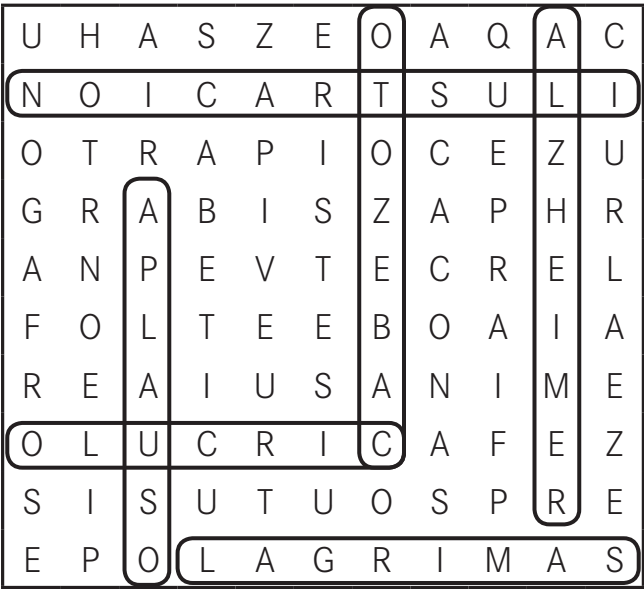 U H A S Z E O A Q A C
N O I C A R T S U L I
O T R A P I O C E Z U
G R A B I S Z A P H R
A N P E V T E C R E L
F O L T E E B O A I A
R E A I U S A N I M E
O L U C R I C A F E Z
S I S U T U O S P R E
E P O L A G R I M A S